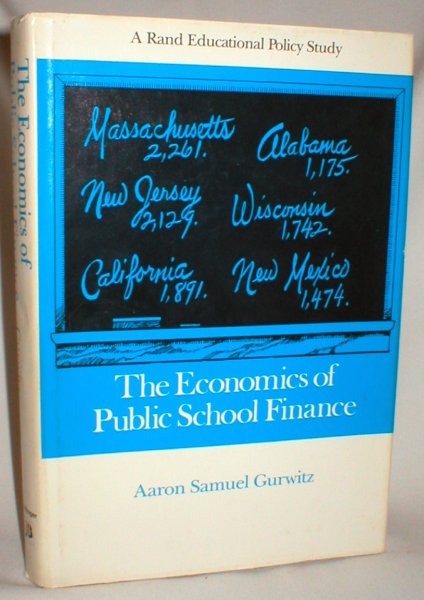 A Rand Educational Policy Study
Massachusetts
2,261.
Alabama
1,175.
New Jersey
2,129.
Wisconsin
1,742.
California
1,891.
New Mexico
1,474.
The Economics of
Public School Finance
Aaron Samuel Gurwitz
The Economics of